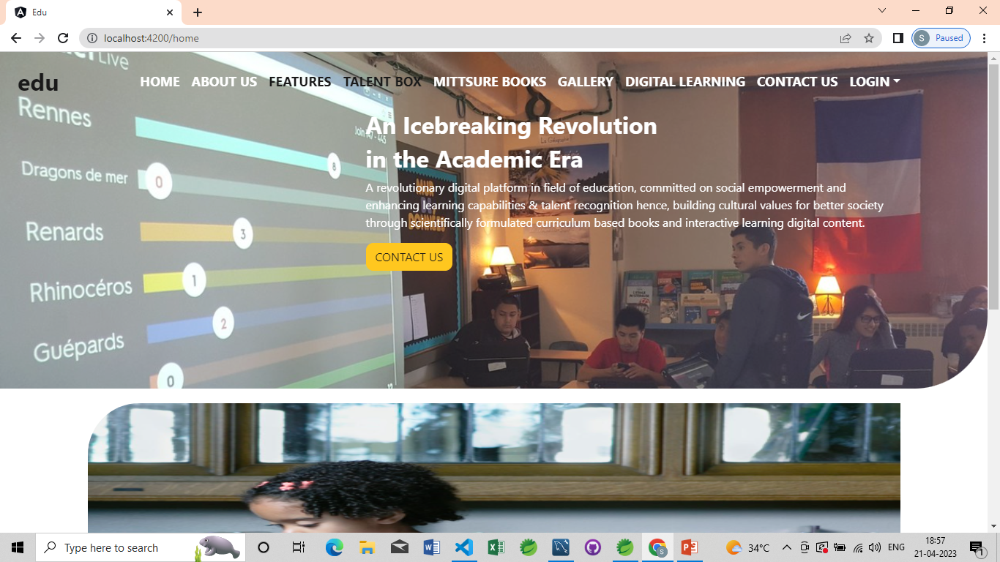 Edu
localhost:4200/home
Paused
S
Live
edu
HOME ABOUT US FEATURES TALENT BOX MITTSURE BOOKS GALLERY DIGITAL LEARNING CONTACT US LOGIN
Rennes
8
Dragons de mer
0
Renards
3
Rhinocéros
1
2
Guépards
0
An Icebreaking Revolution
in the Academic Era
A revolutionary digital platform in field of education, committed on social empowerment and
enhancing learning capabilities & talent recognition hence, building cultural values for better society
through scientifically formulated curriculum based books and interactive learning digital content.
CONTACT US
Type here to search
34°C
ENG
18:57
21-04-2023
1